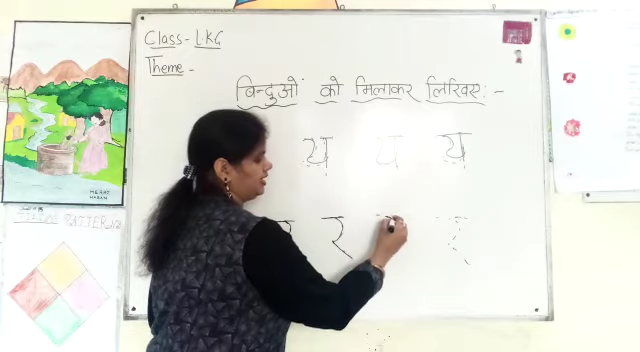 Class- LKG
Theme -
बिन्दुओं को मिलाकर लिखिए :-
य य य
र र